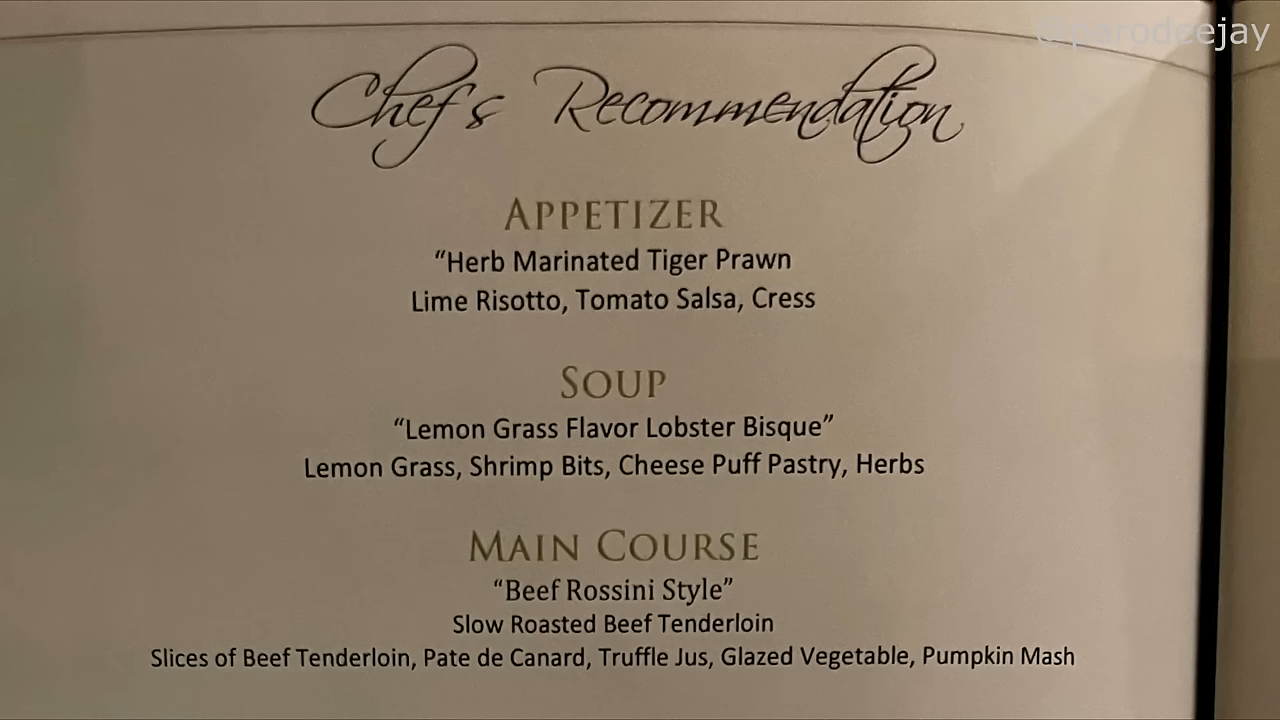 Chef's Recommendation
APPETIZER
“Herb Marinated Tiger Prawn
Lime Risotto, Tomato Salsa, Cress
SOUP
“Lemon Grass Flavor Lobster Bisque”
Lemon Grass, Shrimp Bits, Cheese Puff Pastry, Herbs
MAIN COURSE
“Beef Rossini Style”
Slow Roasted Beef Tenderloin
Slices of Beef Tenderloin, Pate de Canard, Truffle Jus, Glazed Vegetable, Pumpkin Mash